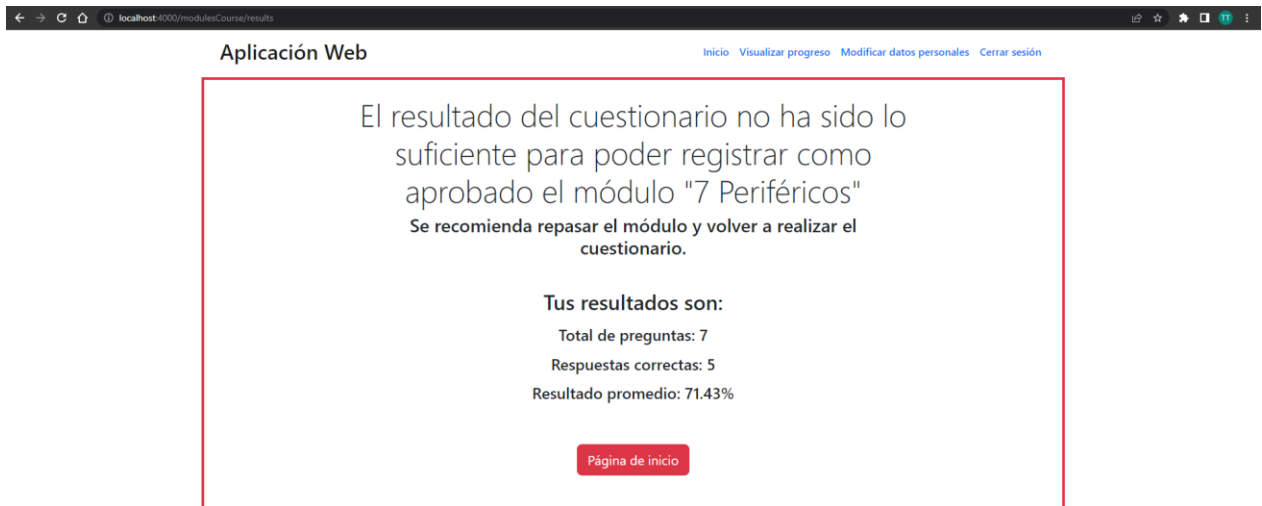 localhost:4000/modulesCourse/results
TT
Aplicación Web
Inicio Visualizar progreso Modificar datos personales Cerrar sesión
El resultado del cuestionario no ha sido lo
suficiente para poder registrar como
aprobado el módulo "7 Periféricos"
Se recomienda repasar el módulo y volver a realizar el
cuestionario.
Tus resultados son:
Total de preguntas: 7
Respuestas correctas: 5
Resultado promedio: 71.43%
Página de inicio